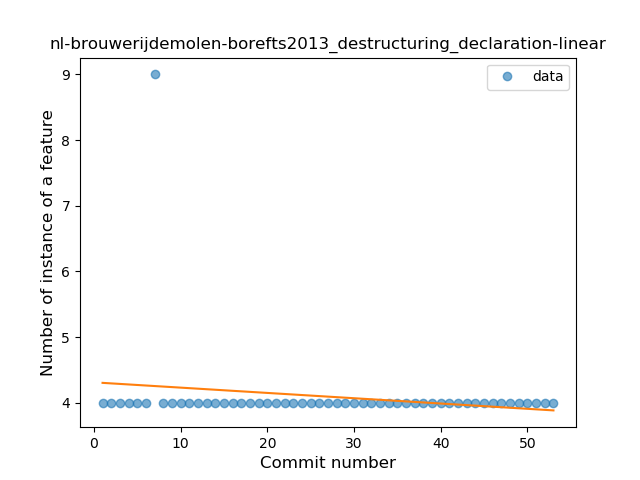 nl-brouwerijdemolen-borefts2013_destructuring_declaration-linear
data
Number of instance of a feature
9
8
7
6
5
4
0 10 20 30 40 50
Commit number